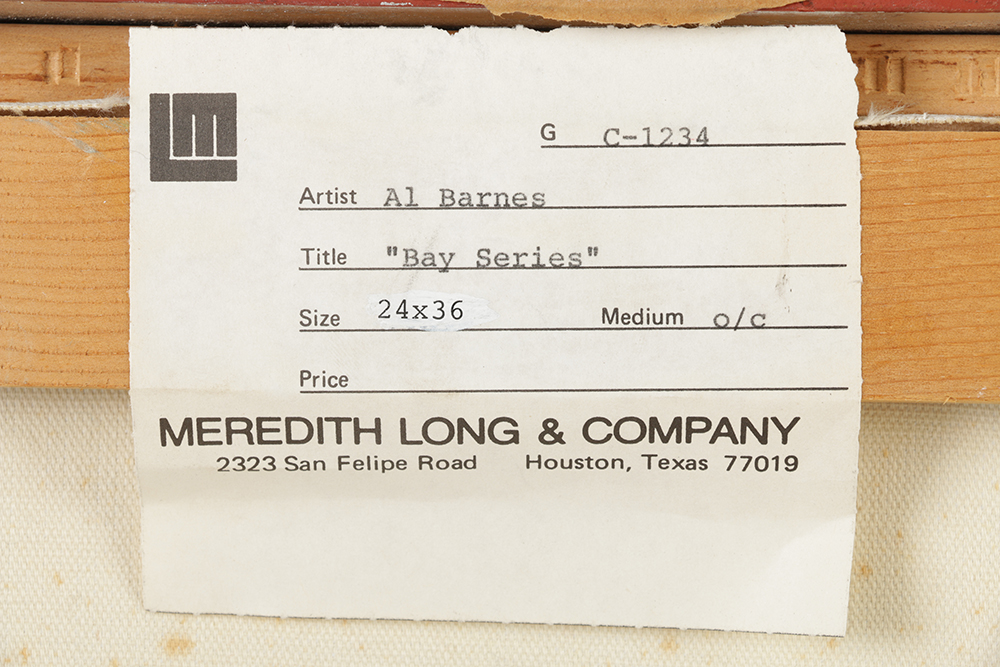 LM
G C-1234
Artist Al Barnes
Title "Bay Series"
Size 24x36 Medium o/c
Price
MEREDITH LONG & COMPANY
2323 San Felipe Road Houston, Texas 77019